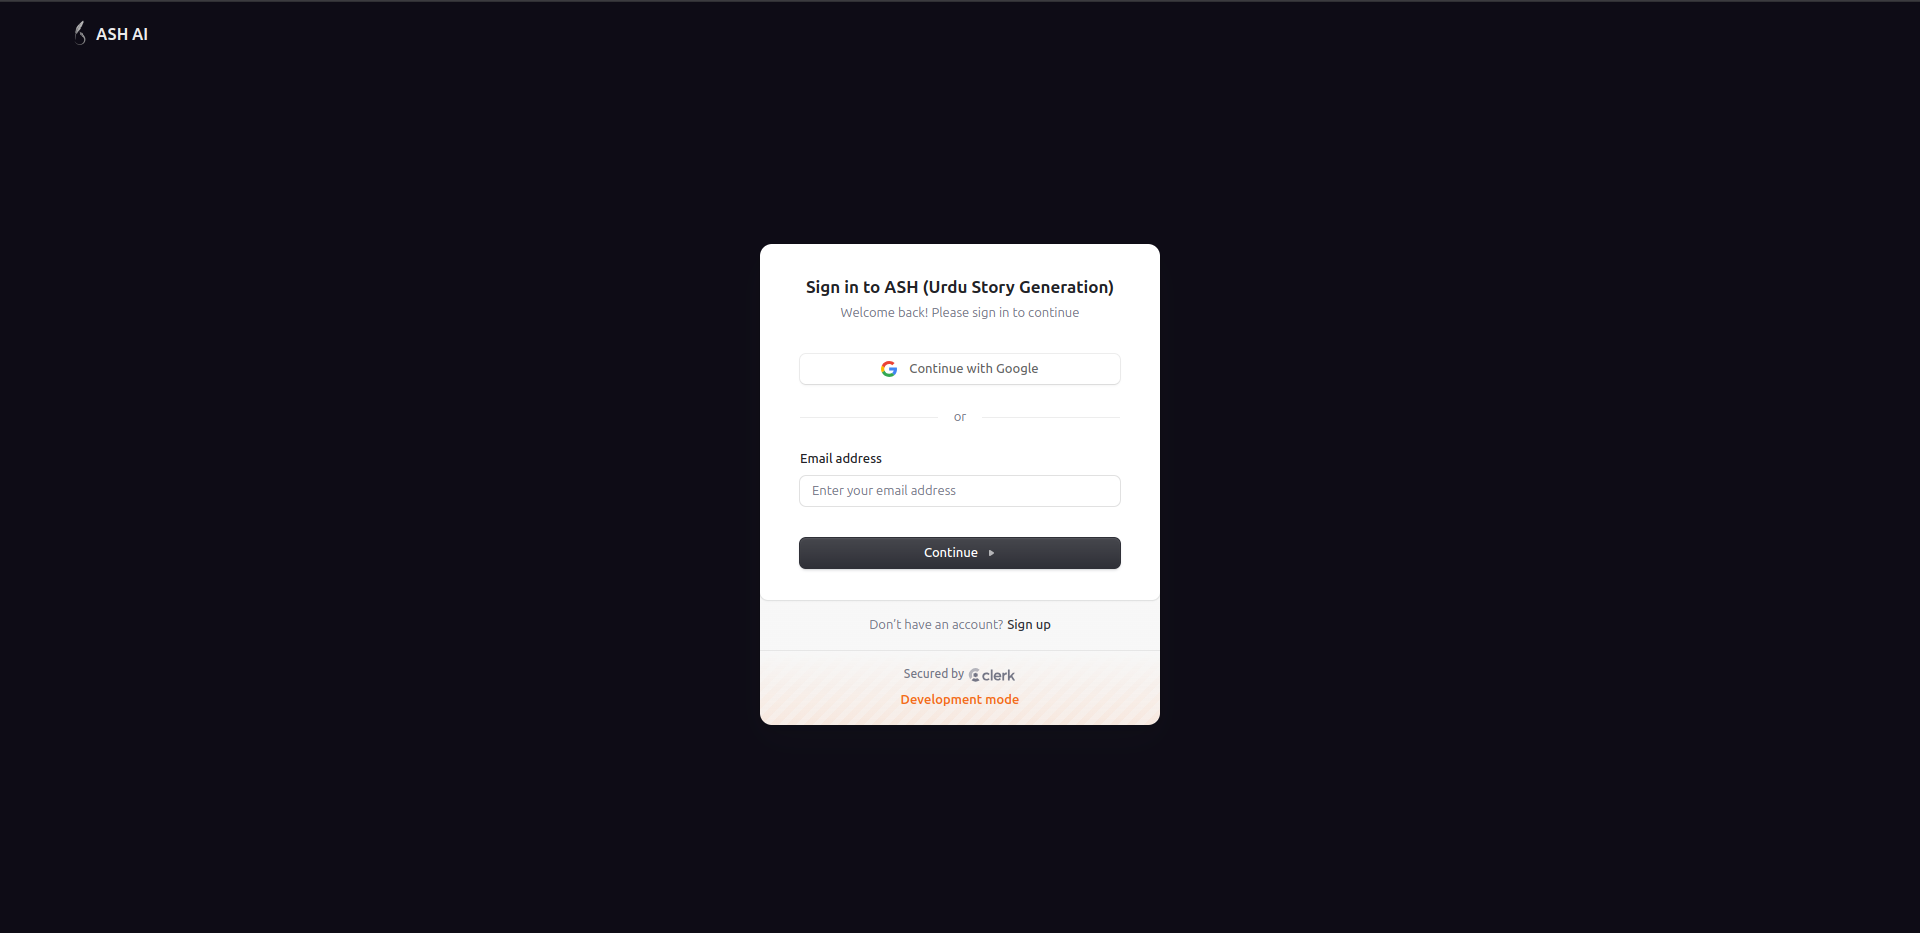 ASH AI
Sign in to ASH (Urdu Story Generation)
Welcome back! Please sign in to continue
Continue with Google
or
Email address
Enter your email address
Continue
Don't have an account? Sign up
Secured by clerk
Development mode